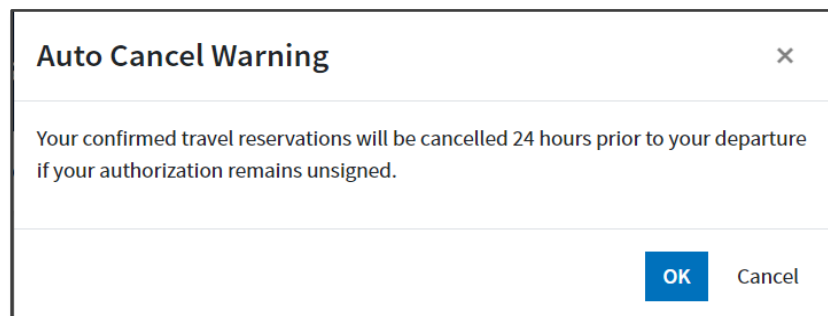 Auto Cancel Warning
×
Your confirmed travel reservations will be cancelled 24 hours prior to your departure
if your authorization remains unsigned.
OK Cancel